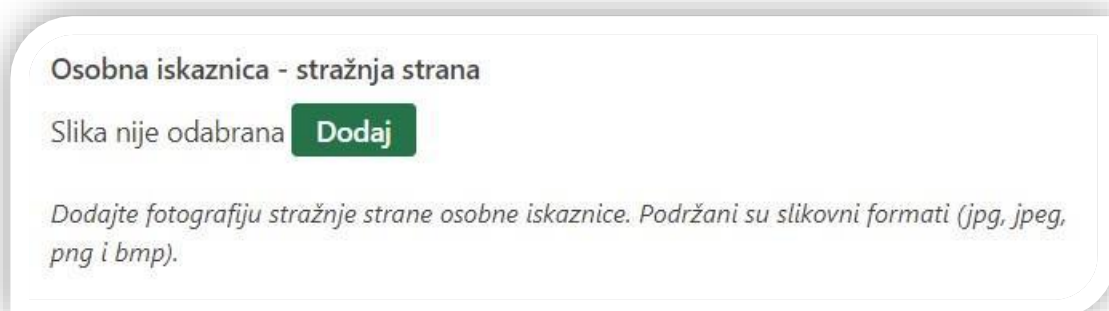 Osobna iskaznica - stražnja strana
Slika nije odabrana Dodaj
Dodajte fotografiju stražnje strane osobne iskaznice. Podržani su slikovni formati (jpg, jpeg,
png i bmp).